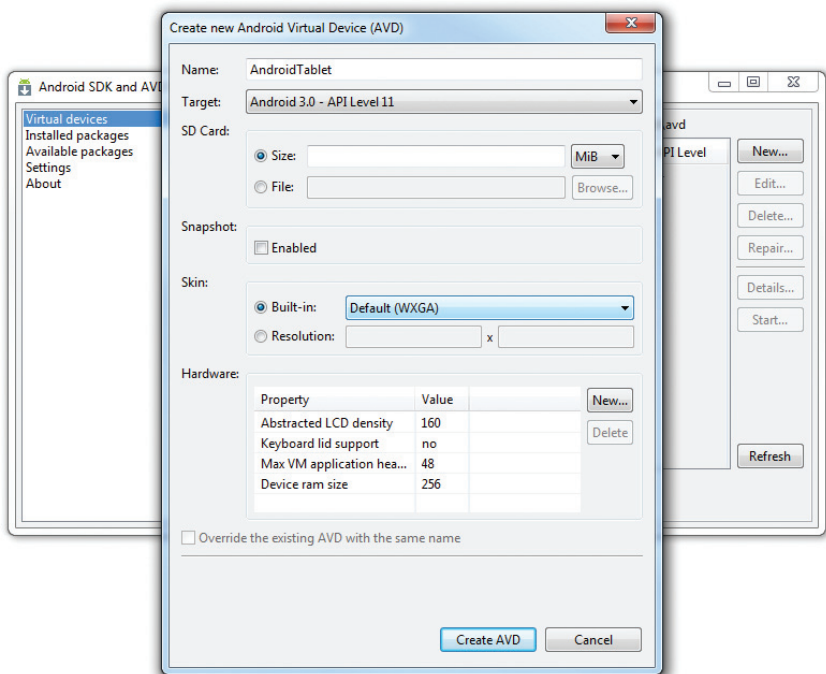 Create new Android Virtual Device (AVD)
Name: AndroidTablet
Target: Android 3.0 - API Level 11
SD Card:
Size: MiB
File: Browse...
Snapshot:
Enabled
Skin:
Built-in: Default (WXGA)
Resolution: x
Hardware:
Property Value
Abstracted LCD density 160
Keyboard lid support no
Max VM application hea... 48
Device ram size 256
New...
Delete
Override the existing AVD with the same name
Create AVD Cancel
Android SDK and AV
Virtual devices
Installed packages
Available packages
Settings
About
.avd
PI Level
New...
Edit...
Delete...
Repair...
Details...
Start...
Refresh